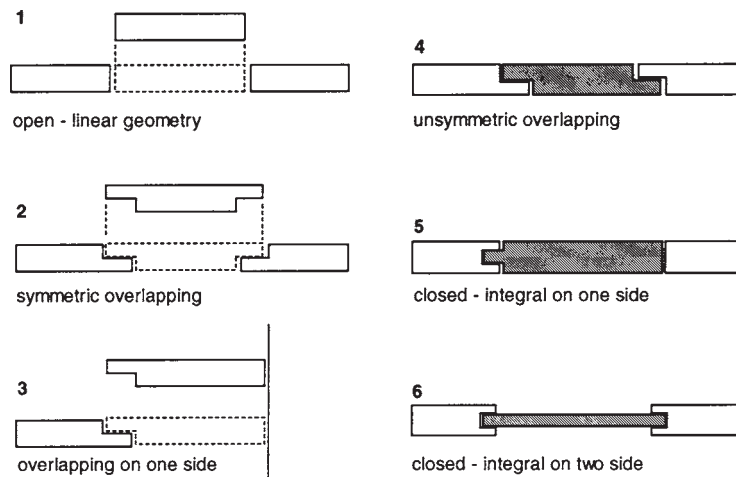 1
open - linear geometry
2
symmetric overlapping
3
overlapping on one side
4
unsymmetric overlapping
5
closed - integral on one side
6
closed - integral on two side